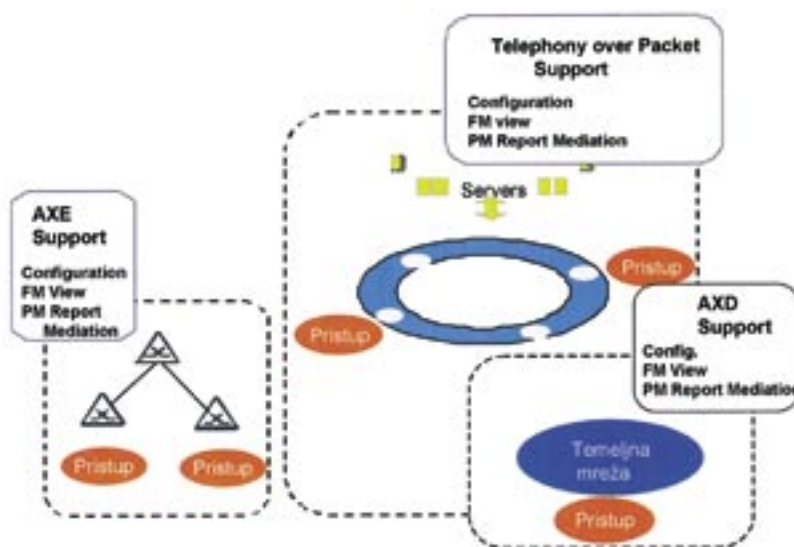 Telephony over Packet
Support
Configuration
FM view
PM Report Mediation
Servers
AXE
Support
Configuration
FM View
PM Report
Mediation
Pristup
Pristup
AXD
Support
Config.
FM View
PM Report Mediation
Pristup
Pristup
Temeljna
mreža
Pristup